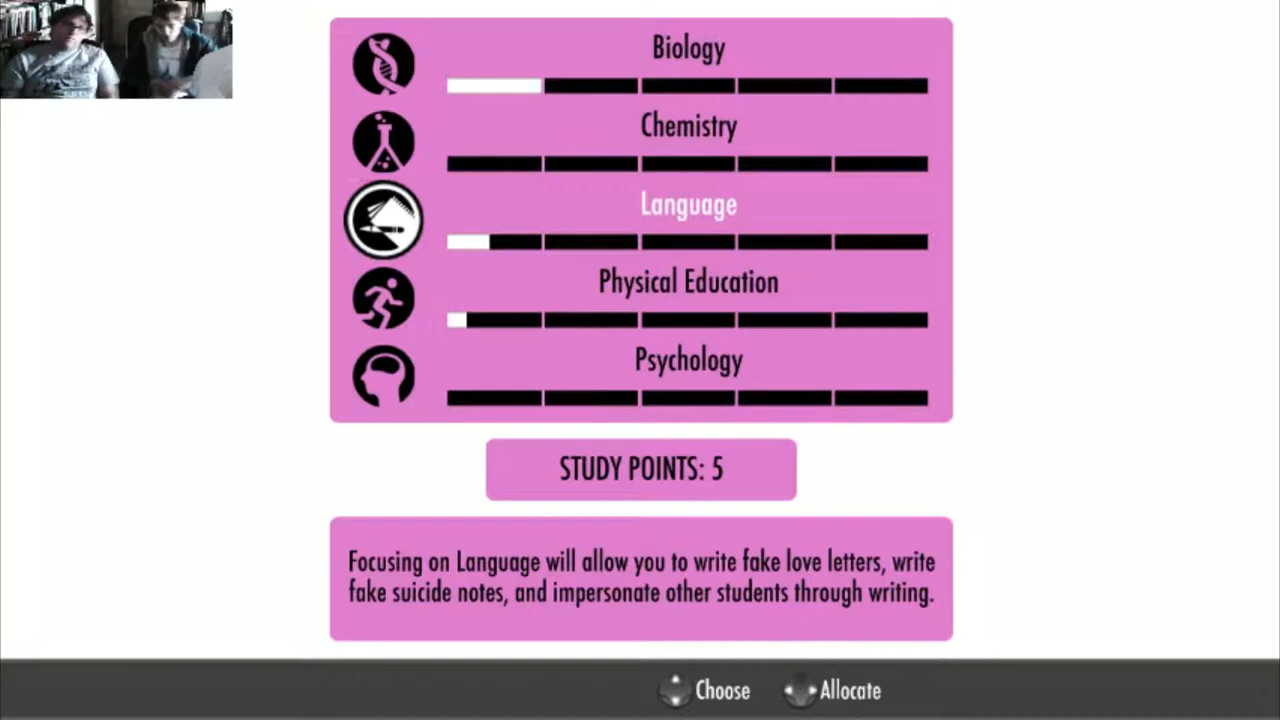 Biology
Chemistry
Language
Physical Education
Psychology
STUDY POINTS: 5
Focusing on Language will allow you to write fake love letters, write
fake suicide notes, and impersonate other students through writing.
Choose
Allocate